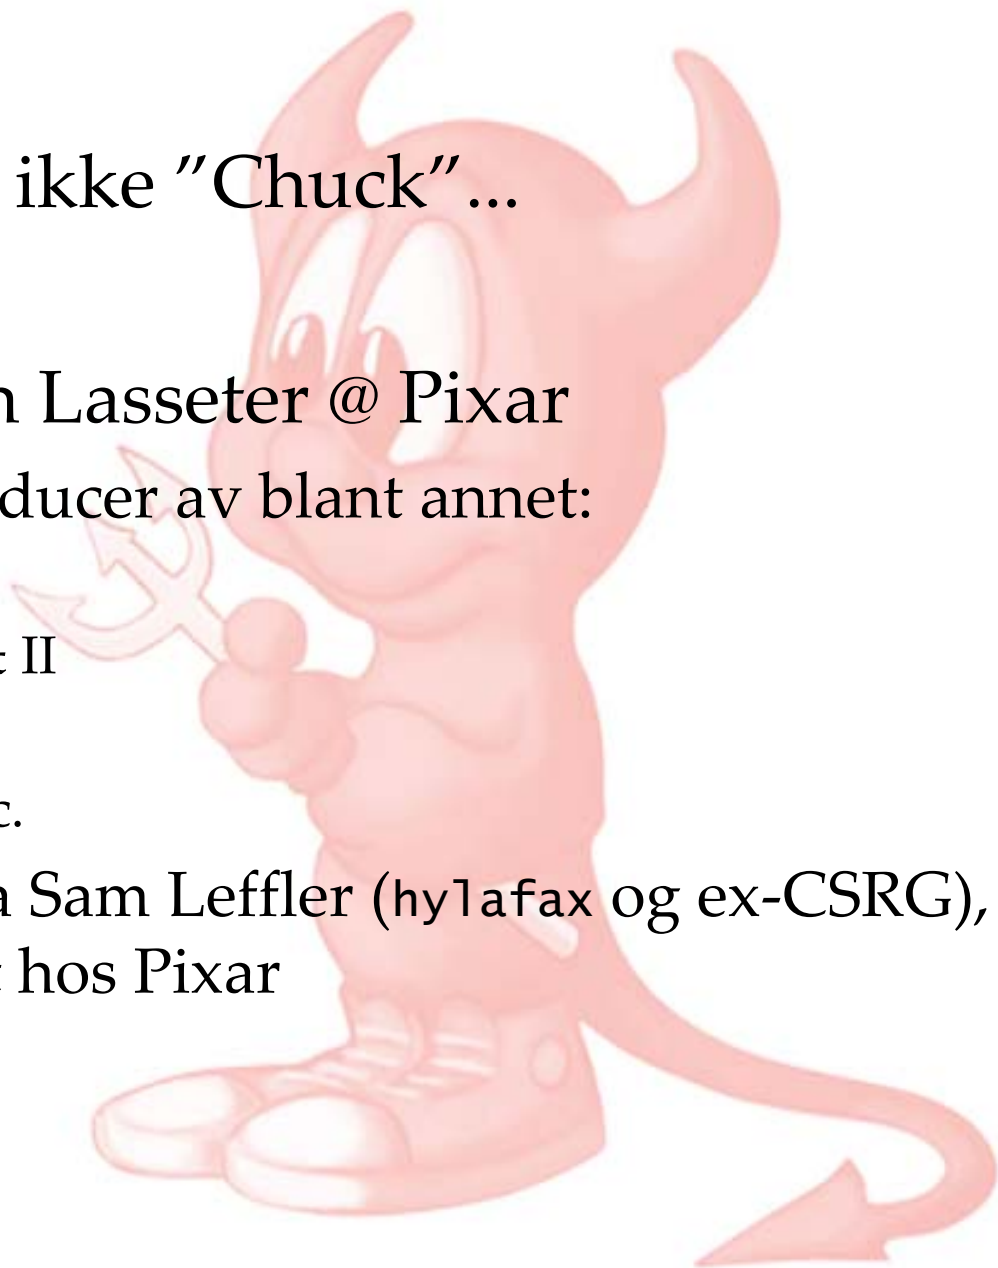 ikke ”Chuck”...
n Lasseter @ Pixar
ducer av blant annet:
t II
c.
a Sam Leffler (hylafax og ex-CSRG),
t hos Pixar